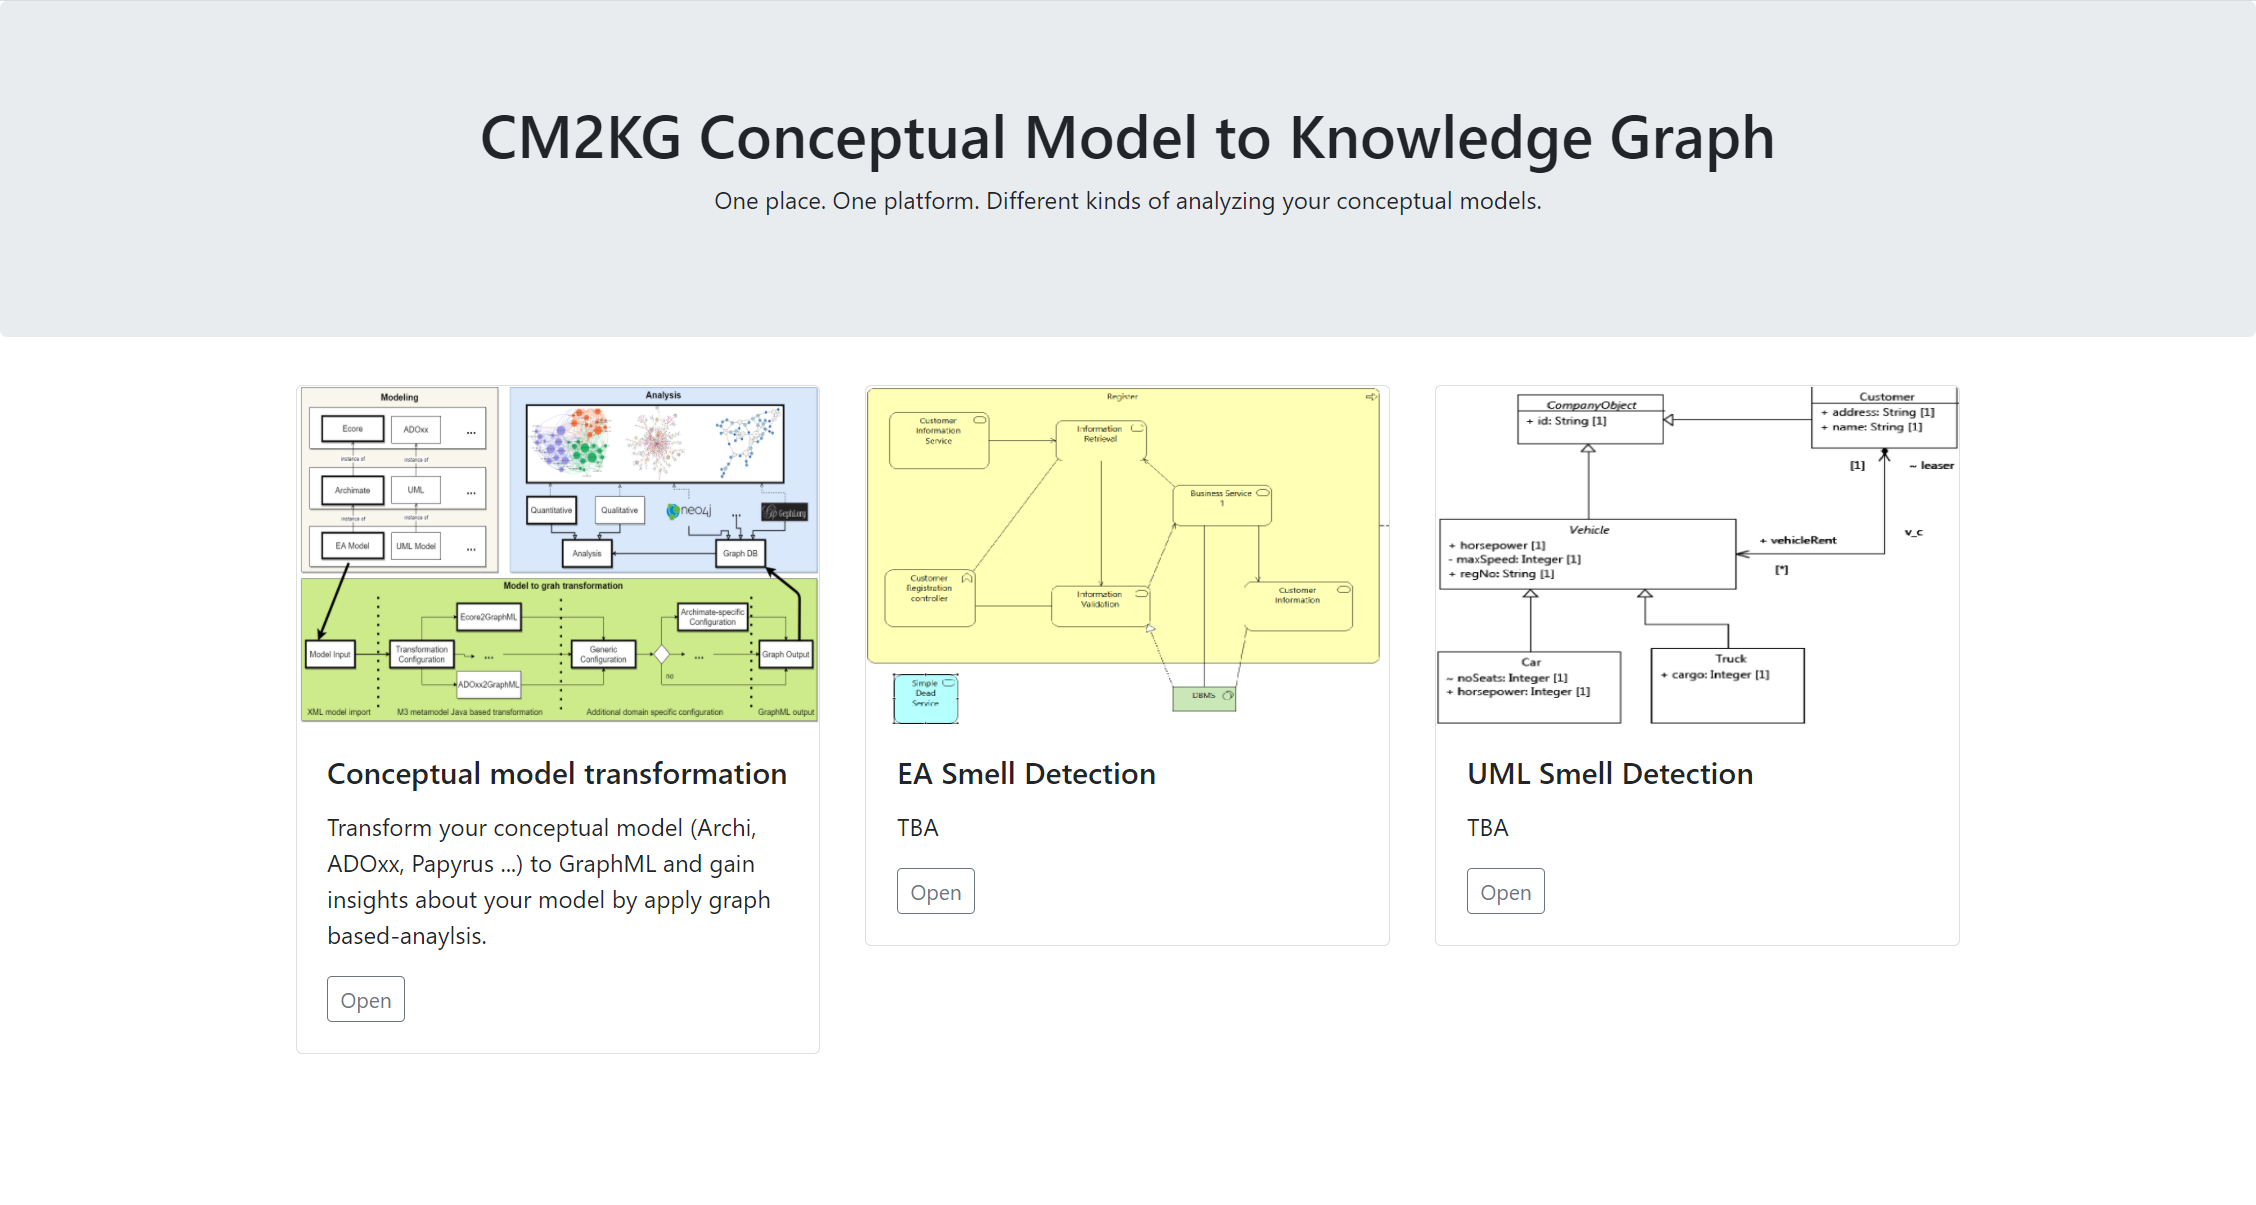 CM2KG Conceptual Model to Knowledge Graph
One place. One platform. Different kinds of analyzing your conceptual models.
Modeling
Ecore
ADOxx
...
instance of
instance of
Archimate
UML
...
instance of
instance of
EA Model
UML Model
...
Analysis
Quantitative
Qualitative
neo4j
...
Gephi.org
Analysis
Graph DB
Model to grah transformation
Ecore2GraphML
Archimate-specific
Configuration
Model Input
Transformation
Configuration
...
Generic
Configuration
...
Graph Output
no
ADOxx2GraphML
XML model import
M3 metamodel Java based transformation
Additional domain specific configuration
GraphML output
Conceptual model transformation
Transform your conceptual model (Archi,
ADOxx, Papyrus ...) to GraphML and gain
insights about your model by apply graph
based-anaylsis.
Open
Register
Customer
Information
Service
Information
Retrieval
Business Service
1
Customer
Registration
controller
Information
Validation
Customer
Information
Simple
Dead
Service
DBMS
EA Smell Detection
TBA
Open
CompanyObject
+ id: String [1]
Customer
+ address: String [1]
+ name: String [1]
[1]
~ leaser
Vehicle
+ horsepower [1]
- maxSpeed: Integer [1]
+ regNo: String [1]
+ vehicleRent
v_c
[*]
Car
~ noSeats: Integer [1]
+ horsepower: Integer [1]
Truck
+ cargo: Integer [1]
UML Smell Detection
TBA
Open